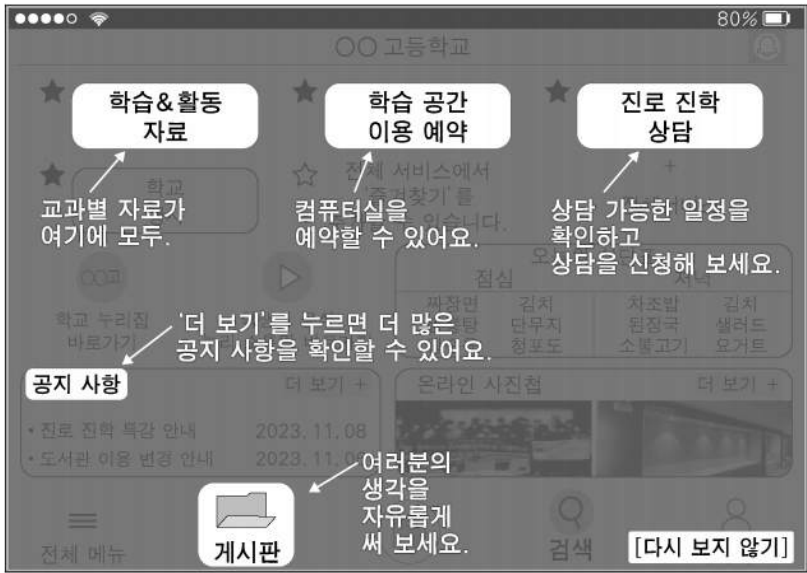 80%
○○ 고등학교
학습&활동
자료
학습 공간
이용 예약
진로 진학
상담
교과별 자료가
여기에 모두.
컴퓨터실을
예약할 수 있어요.
상담 가능한 일정을
확인하고
상담을 신청해 보세요.
학교
전체 서비스에서
'즐겨찾기'를
있습니다.
+
점심
저녁
짜장면 김치
단무지
청포도
차조밥 김치
된장국 샐러드
소불고기 요거트
○○고
학교 누리집
바로가기
'더 보기'를 누르면 더 많은
공지 사항을 확인할 수 있어요.
공지 사항
더 보기 +
• 진로 진학 특강 안내 2023. 11. 08
• 도서관 이용 변경 안내 2023. 11.
온라인 사진첩 더 보기 +
여러분의
생각을
자유롭게
써 보세요.
전체 메뉴
게시판
검색
[다시 보지 않기]